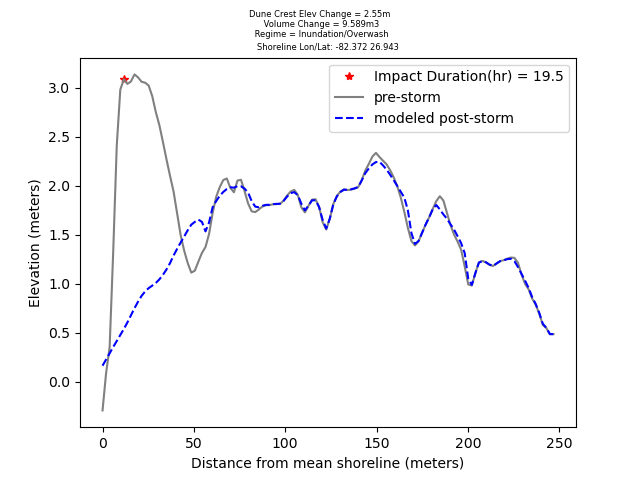 Dune Crest Elev Change = 2.55m
Volume Change = 9.589m3
Regime = Inundation/Overwash
Shoreline Lon/Lat: -82.372 26.943
Impact Duration(hr) = 19.5
pre-storm
modeled post-storm
Elevation (meters)
3.0
2.5
2.0
1.5
1.0
0.5
0.0
0 50 100 150 200 250
Distance from mean shoreline (meters)